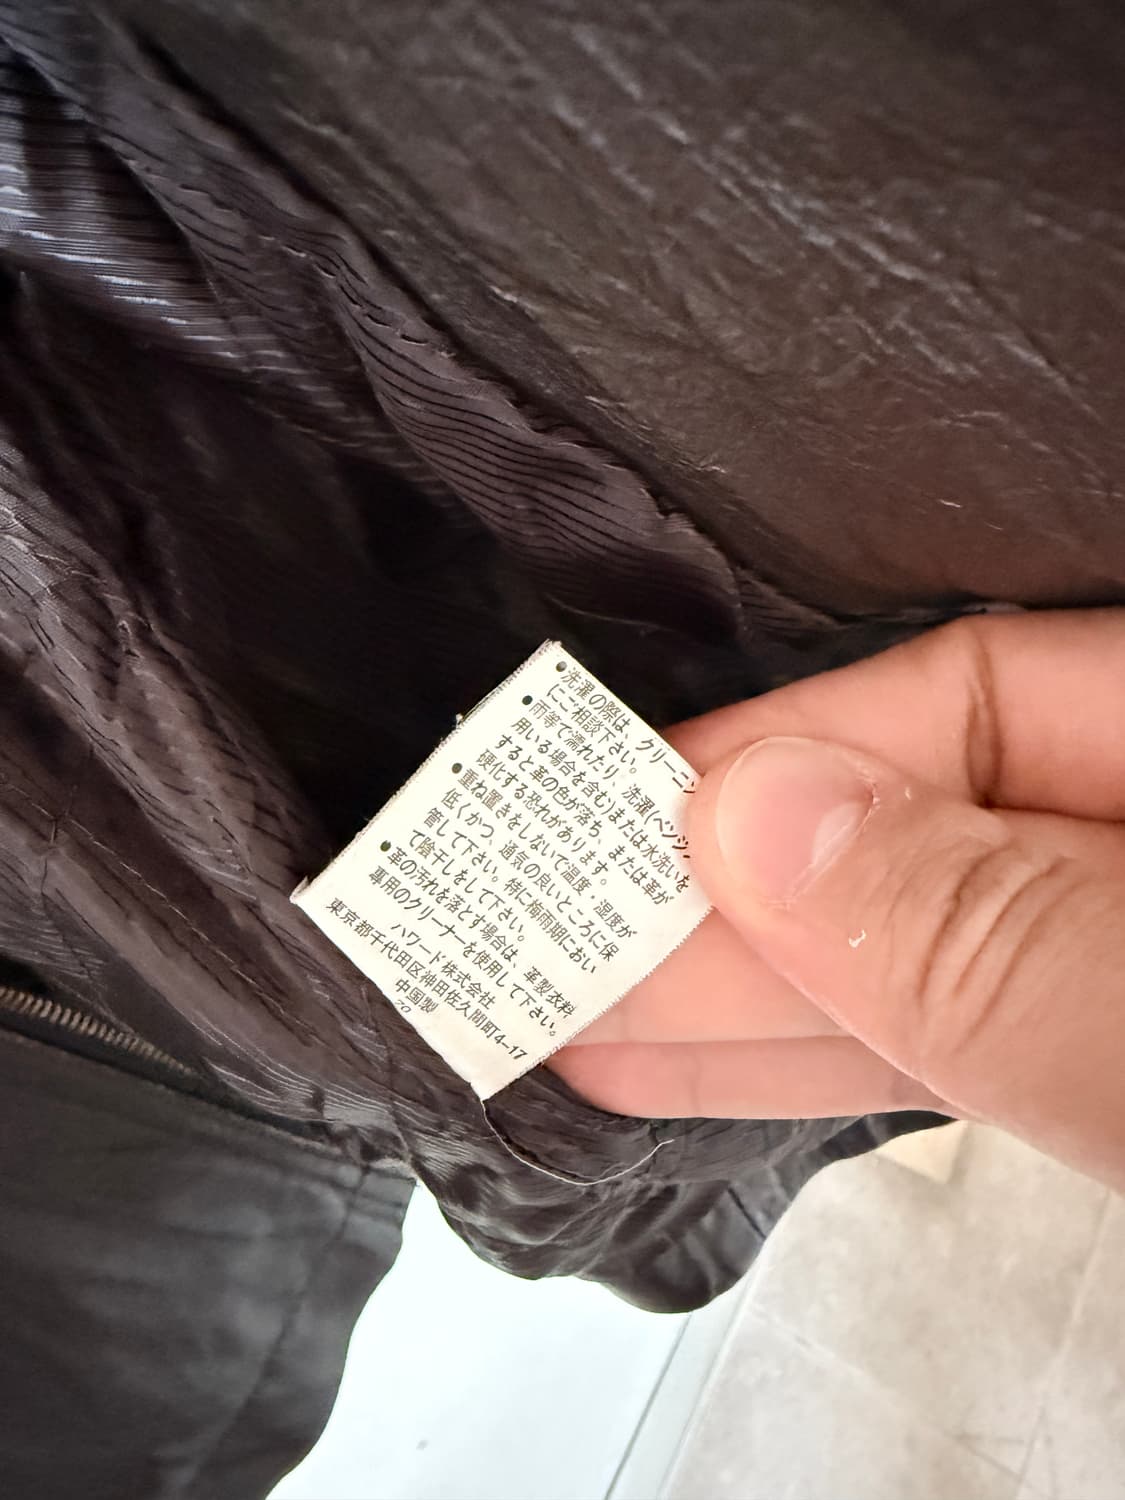 ●洗濯の際は、クリーニン
にご相談下さい。
●雨等で濡れたり、洗濯(ベンジン
用いる場合を含む)または水洗いを
すると革の色が落ち、または革が
硬化する恐れがあります。
●重ね置きをしないで温度・湿度が
低くかつ、通気の良いところに保
管して下さい。特に梅雨期におい
て陰干しをして下さい。
●革の汚れを落とす場合は、革製衣料
専用のクリーナーを使用して下さい。
ハワード株式会社
東京都千代田区神田佐久間町4-17
中国製